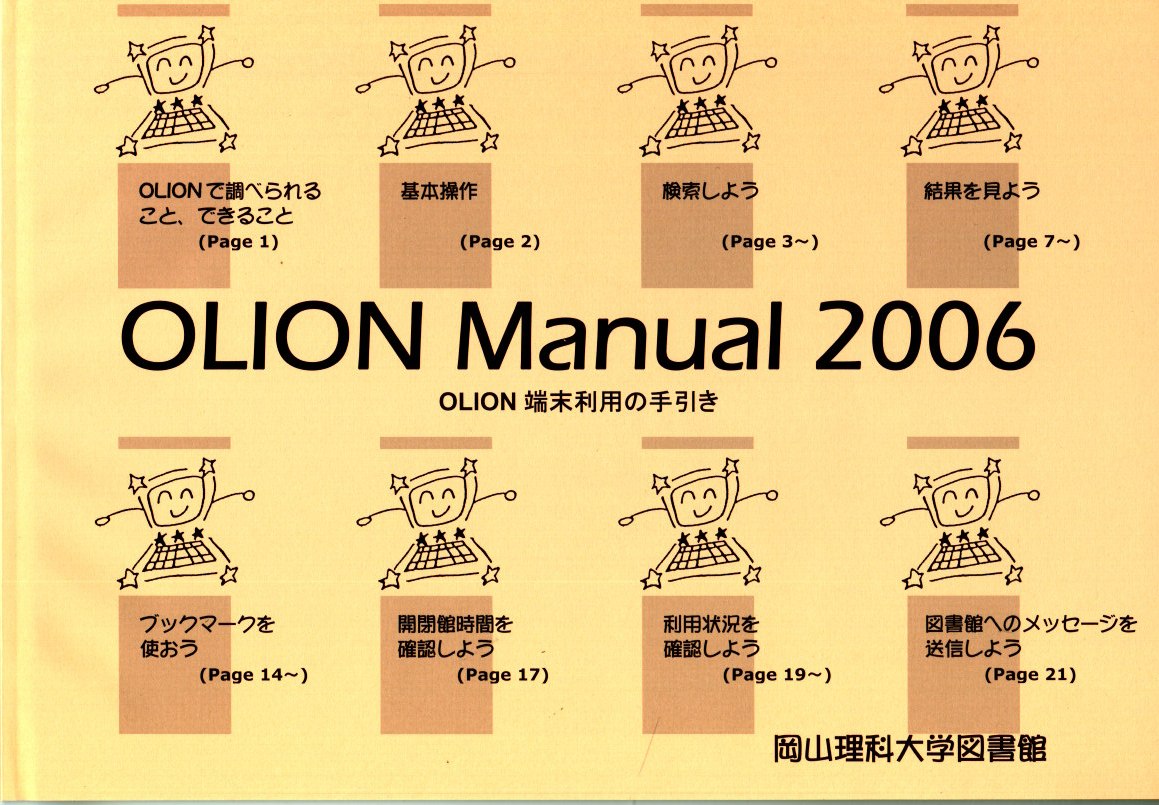 OLIONで調べられる
こと、できること
(Page 1)
基本操作
(Page 2)
検索しよう
(Page 3~)
結果を見よう
(Page 7~)
OLION Manual 2006
OLION 端末利用の手引き
ブックマークを
使おう
(Page 14~)
開閉館時間を
確認しよう
(Page 17)
利用状況を
確認しよう
(Page 19~)
図書館へのメッセージを
送信しよう
(Page 21)
岡山理科大学図書館